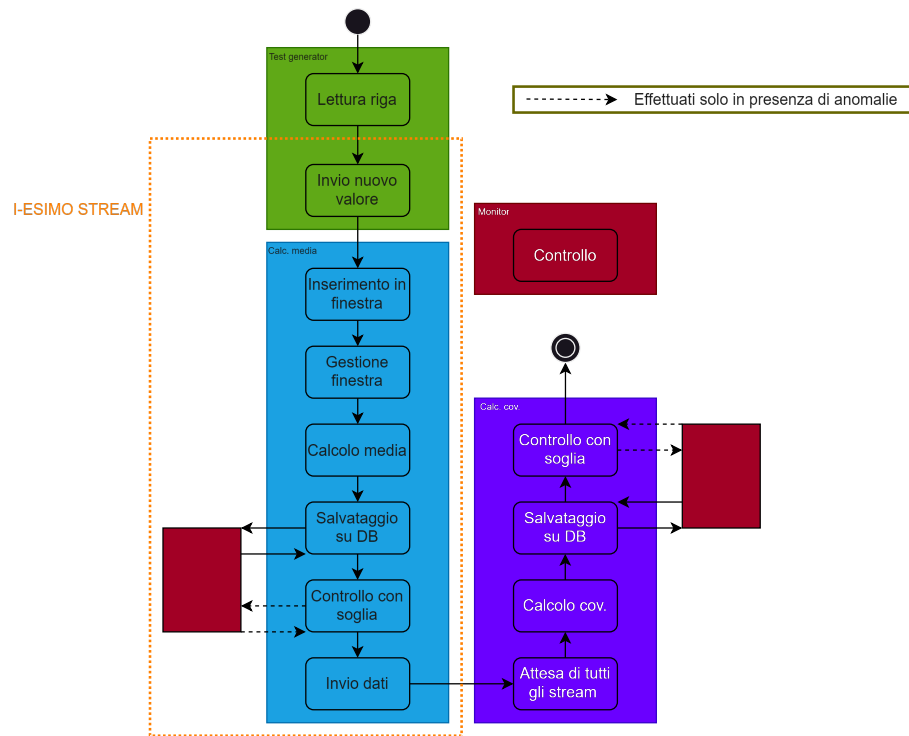 Test generator
Lettura riga
Effettuati solo in presenza di anomalie
Invio nuovo
valore
I-ESIMO STREAM
Monitor
Controllo
Calc. media
Inserimento in
finestra
Gestione
finestra
Calcolo media
Salvataggio
su DB
Controllo con
soglia
Invio dati
Calc. cov.
Controllo con
soglia
Salvataggio
su DB
Calcolo cov.
Attesa di tutti
gli stream